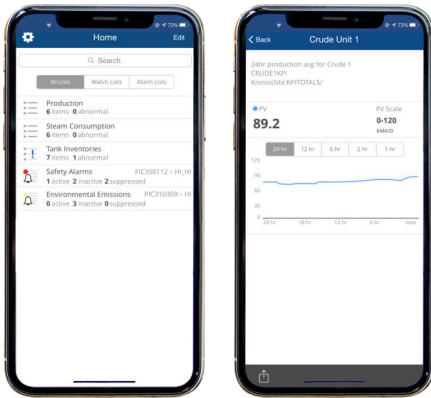 73%
Home
Edit
Search
All Lists
Watch Lists
Alarm Lists
Production
6 items 0 abnormal
Steam Consumption
6 items 0 abnormal
Tank Inventories
7 items 1 abnormal
Safety Alarms FIC350112 – HI_HI
1 active 2 inactive 2 suppressed
Environmental Emissions PIC310309 – HI
0 active 3 inactive 0 suppressed
73%
Back
Crude Unit 1
24hr production avg for Crude 1
CRUDE1KPI
KronosSite:KPITOTALS/
PV
PV Scale
89.2
0-120
24 hr
12 hr
6 hr
2 hr
1 hr
120
90
60
30
0
24 hr
18 hr
12 hr
6 hr
now